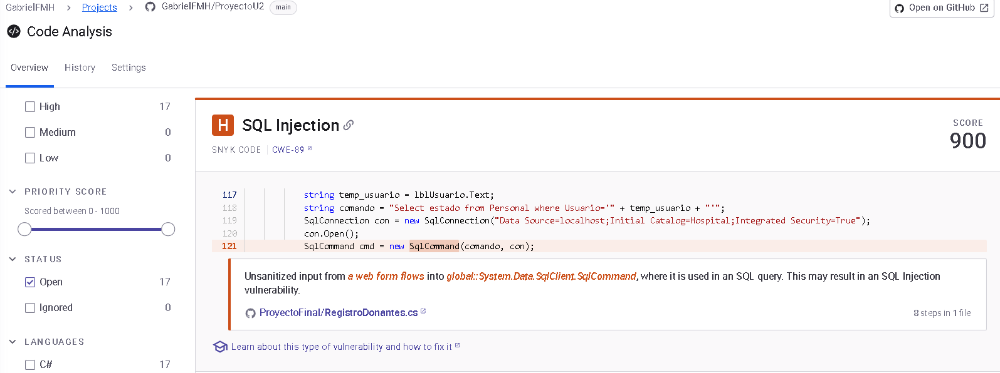 GabrielFMH > Projects > GabrielFMH/ProyectoU2 main
Open on GitHub
Code Analysis
Overview History Settings
High 17
Medium 0
Low 0
PRIORITY SCORE
Scored between 0 - 1000
STATUS
Open 17
Ignored 0
LANGUAGES
C# 17
H SQL Injection
SNYK CODE | CWE-89
SCORE
900
117 string temp_usuario = lblUsuario.Text;
118 string comando = "Select estado from Personal where Usuario='" + temp_usuario + "'";
119 SqlConnection con = new SqlConnection("Data Source=localhost;Initial Catalog=Hospital;Integrated Security=True");
120 con.Open();
121 SqlCommand cmd = new SqlCommand(comando, con);
Unsanitized input from a web form flows into global::System.Data.SqlClient.SqlCommand, where it is used in an SQL query. This may result in an SQL Injection
vulnerability.
ProyectoFinal/RegistroDonantes.cs
8 steps in 1 file
Learn about this type of vulnerability and how to fix it